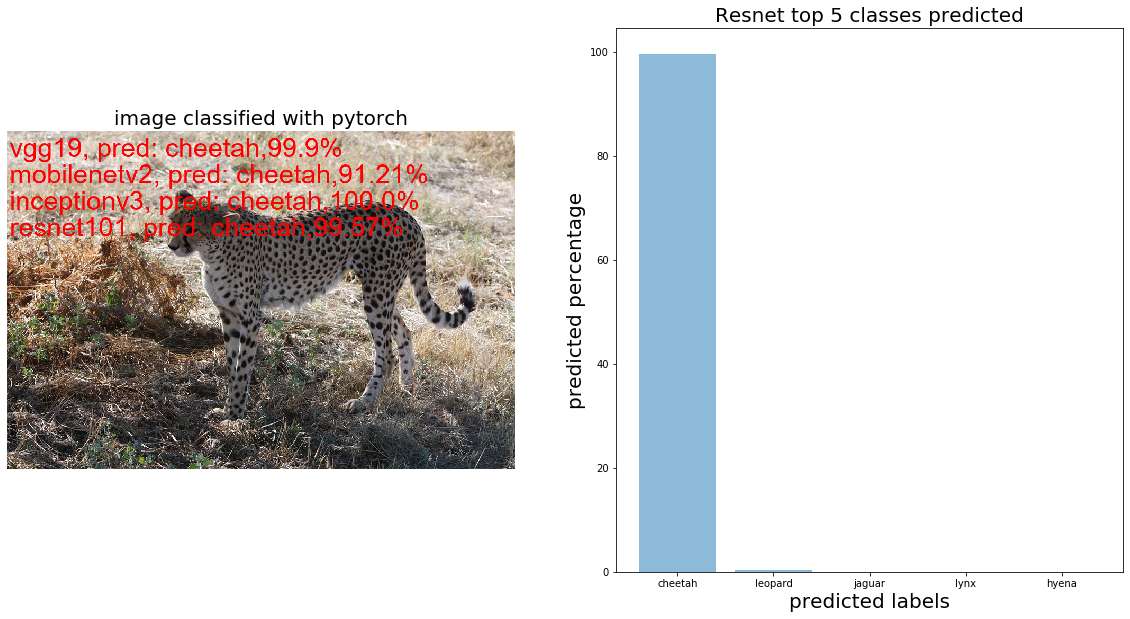 image classified with pytorch
vgg19, pred: cheetah,99.9%
mobilenetv2, pred: cheetah,91.21%
inceptionv3, pred: cheetah,100.0%
resnet101, pred: cheetah,99.57%
Resnet top 5 classes predicted
predicted percentage
100
80
60
40
20
0
cheetah leopard jaguar lynx hyena
predicted labels